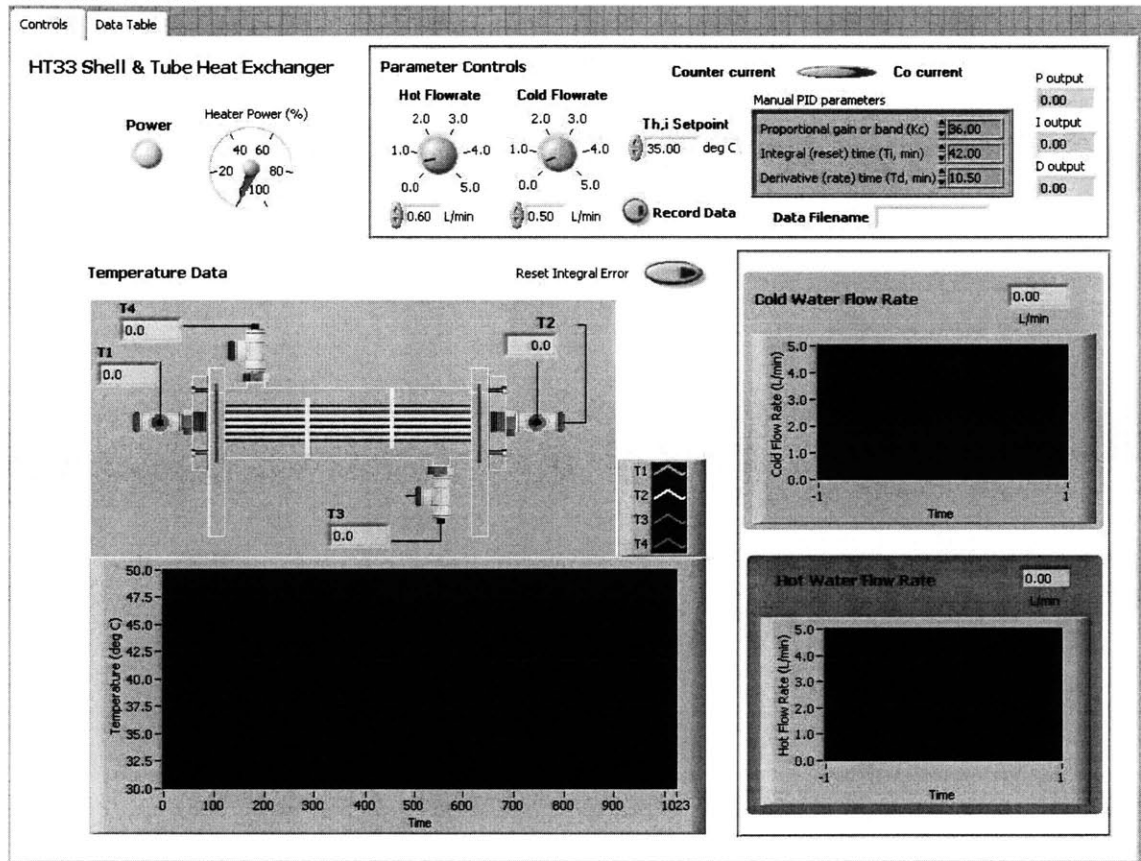 Controls
Data Table
HT33 Shell & Tube Heat Exchanger
Power
Heater Power (%)
40 60
20 80
0 100
Parameter Controls
Hot Flowrate
2.0 3.0
1.0 4.0
0.0 5.0
0.60 L/min
Cold Flowrate
2.0 3.0
1.0 4.0
0.0 5.0
0.50 L/min
Th,i Setpoint
35.00 deg C
Record Data
Counter current Co current
Manual PID parameters
Proportional gain or band (Kc) 36.00
Integral (reset) time (Ti, min) 42.00
Derivative (rate) time (Td, min) 10.50
Data Filename
P output
0.00
I output
0.00
D output
0.00
Temperature Data
Reset Integral Error
T4
0.0
T1
0.0
T2
0.0
T3
0.0
T1
T2
T3
T4
50.0
47.5
45.0
42.5
40.0
37.5
35.0
32.5
30.0
Temperature (deg C)
0 100 200 300 400 500 600 700 800 900 1023
Time
Cold Water Flow Rate
0.00
L/min
5.0
4.0
3.0
2.0
1.0
0.0
Cold Flow Rate (L/min)
-1 1
Time
Hot Water Flow Rate
0.00
L/min
5.0
4.0
3.0
2.0
1.0
0.0
Hot Flow Rate (L/min)
-1 1
Time